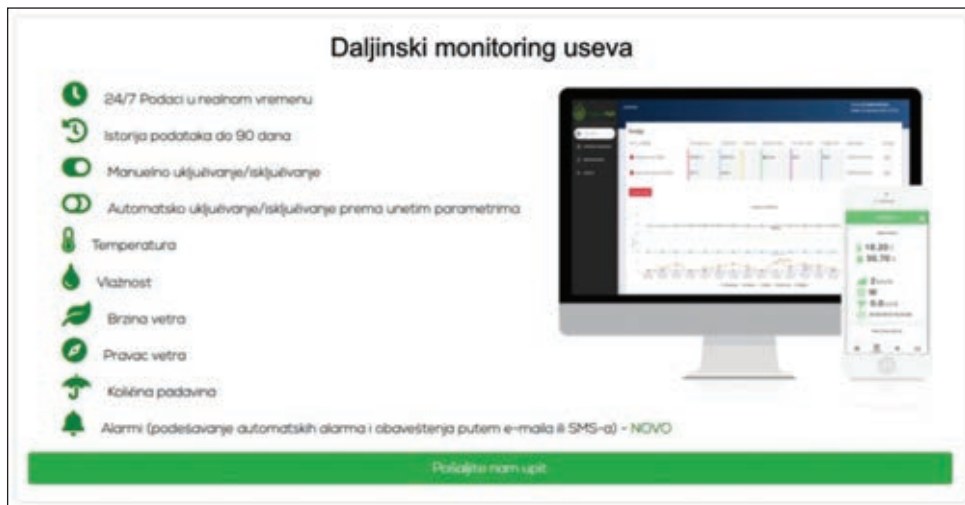 Daljinski monitoring useva
24/7 Podaci u realnom vremenu
Istorija podataka do 90 dana
Manuelno uključivanje/isključivanje
Automatsko uključivanje/isključivanje prema unetim parametrima
Temperatura
Vlažnost
Brzina vetra
Pravac vetra
Količina padavina
Alarmi (podešavanje automatskih alarma i obaveštenja putem e-maila ili SMS-a) - NOVO
Pošaljite nam upit